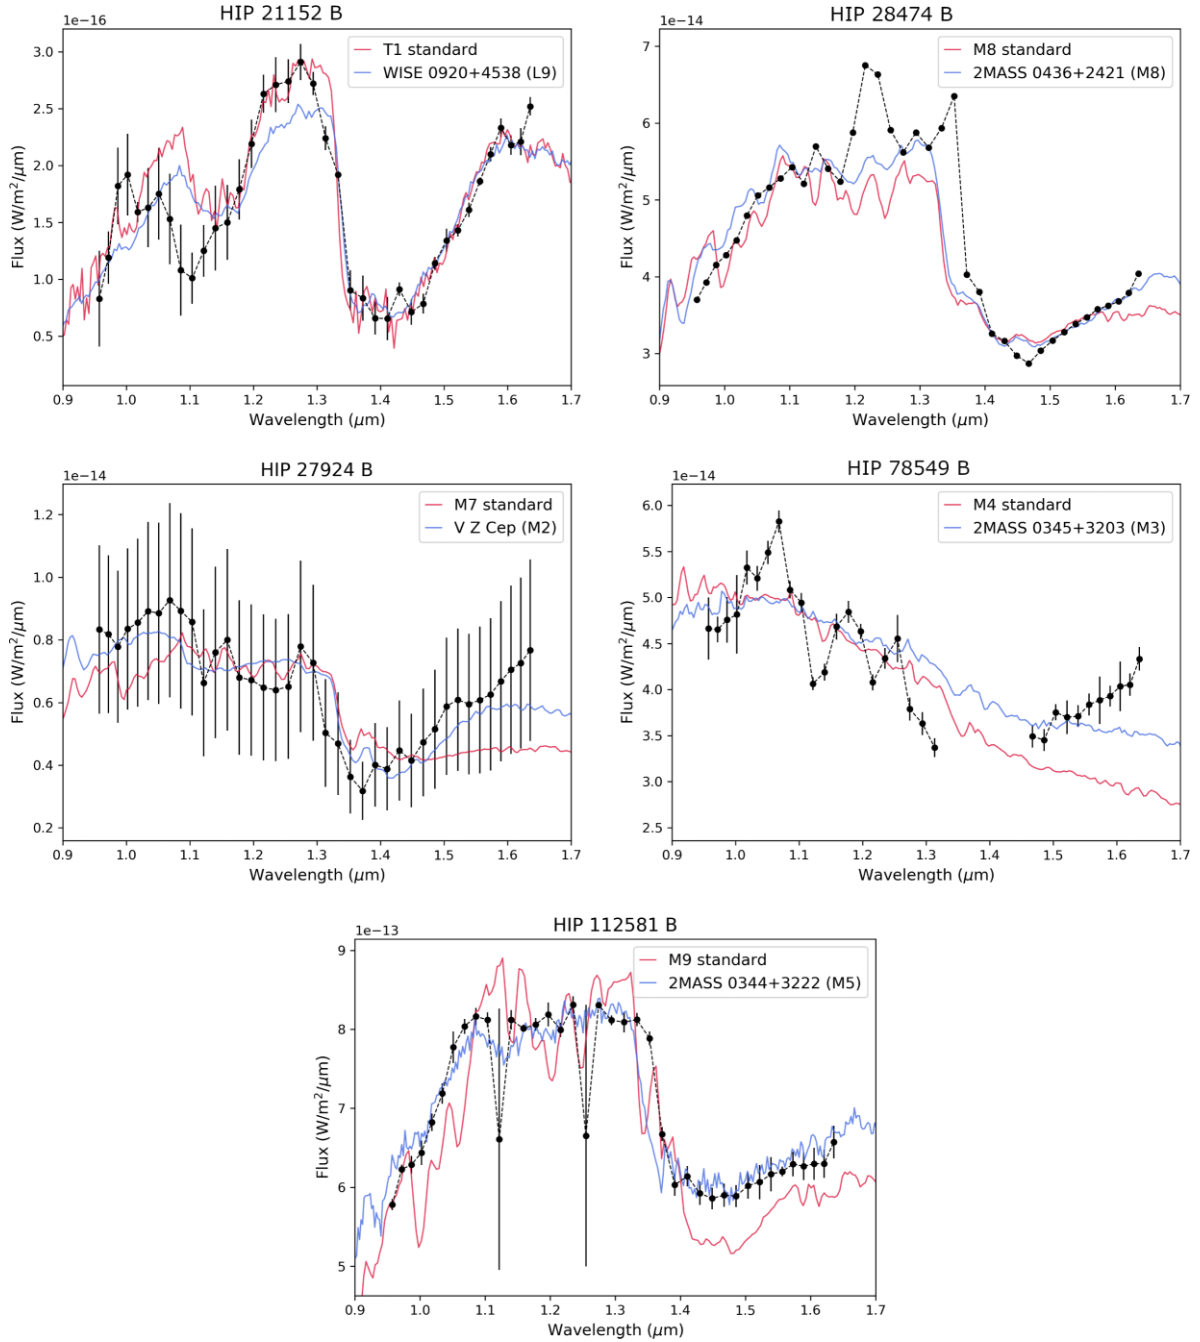 HIP 21152 B
1e−16
T1 standard
WISE 0920+4538 (L9)
3.0
2.5
2.0
1.5
1.0
0.5
Flux (W/m²/μm)
0.9 1.0 1.1 1.2 1.3 1.4 1.5 1.6 1.7
Wavelength (μm)
HIP 28474 B
1e−14
M8 standard
2MASS 0436+2421 (M8)
7
6
5
4
3
Flux (W/m²/μm)
0.9 1.0 1.1 1.2 1.3 1.4 1.5 1.6 1.7
Wavelength (μm)
HIP 27924 B
1e−14
M7 standard
V Z Cep (M2)
1.2
1.0
0.8
0.6
0.4
0.2
Flux (W/m²/μm)
0.9 1.0 1.1 1.2 1.3 1.4 1.5 1.6 1.7
Wavelength (μm)
HIP 78549 B
1e−14
M4 standard
2MASS 0345+3203 (M3)
6.0
5.5
5.0
4.5
4.0
3.5
3.0
2.5
Flux (W/m²/μm)
0.9 1.0 1.1 1.2 1.3 1.4 1.5 1.6 1.7
Wavelength (μm)
HIP 112581 B
1e−13
M9 standard
2MASS 0344+3222 (M5)
9
8
7
6
5
Flux (W/m²/μm)
0.9 1.0 1.1 1.2 1.3 1.4 1.5 1.6 1.7
Wavelength (μm)